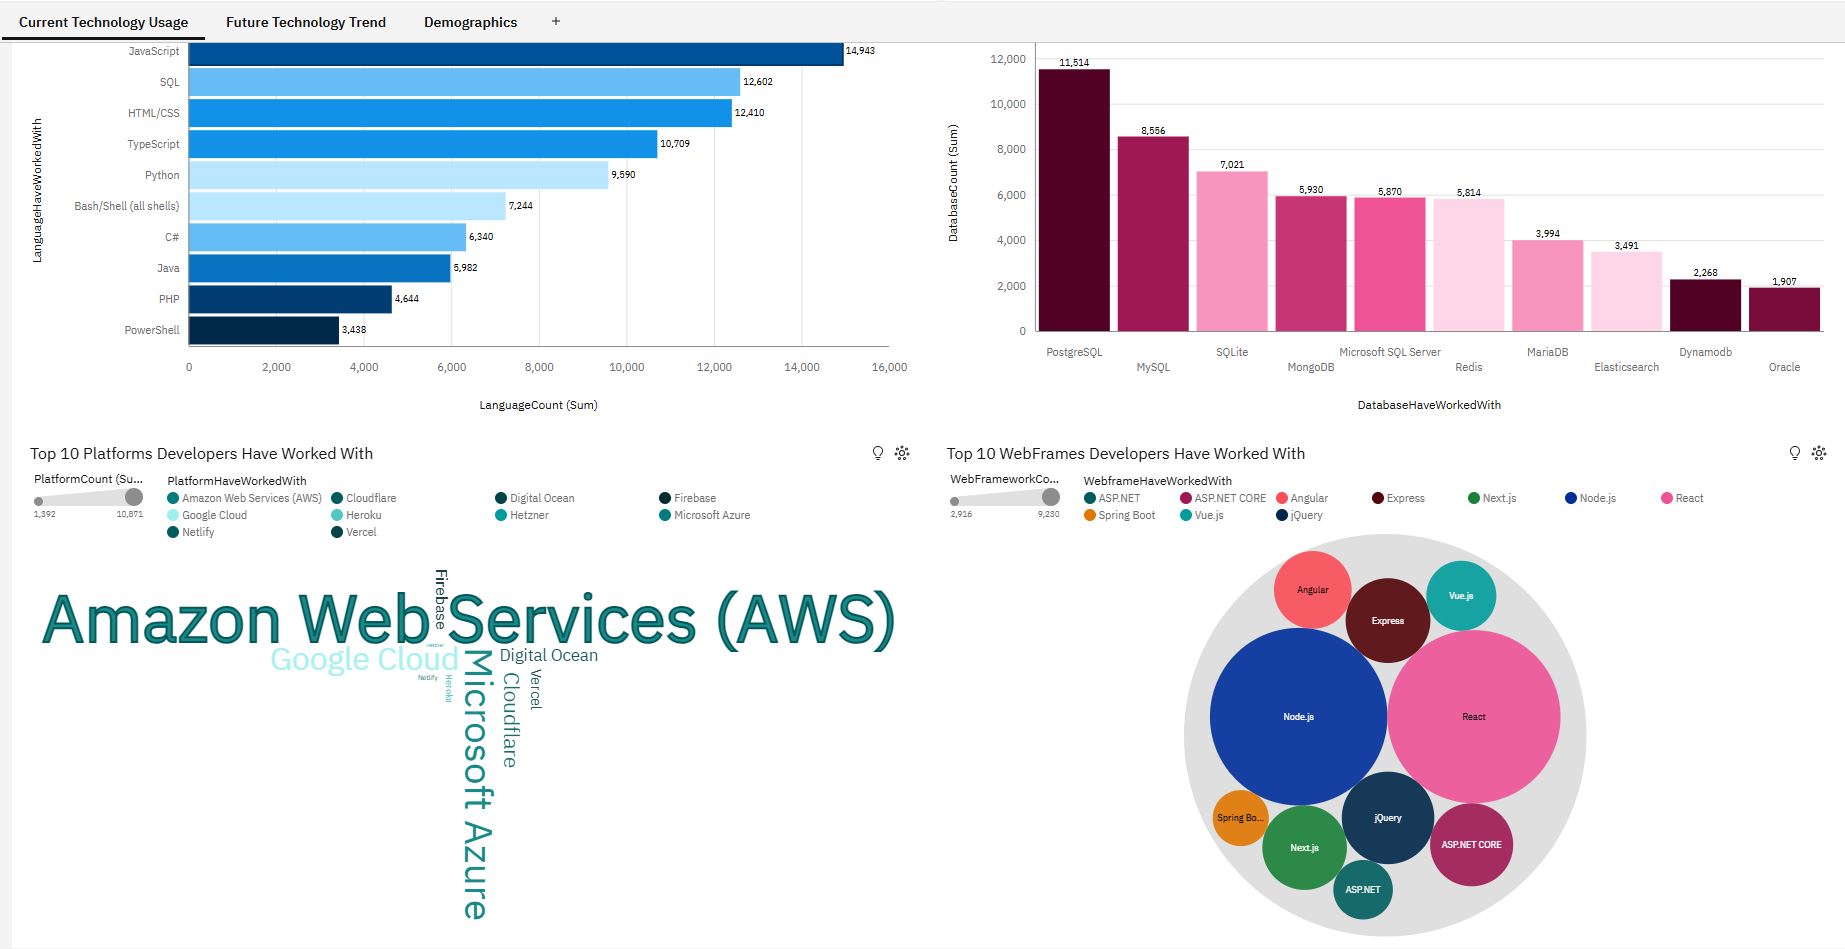 Current Technology Usage
Future Technology Trend
Demographics
+
LanguageHaveWorkedWith
JavaScript 14,943
SQL 12,602
HTML/CSS 12,410
TypeScript 10,709
Python 9,590
Bash/Shell (all shells) 7,244
C# 6,340
Java 5,982
PHP 4,644
PowerShell 3,438
0 2,000 4,000 6,000 8,000 10,000 12,000 14,000 16,000
LanguageCount (Sum)
DatabaseCount (Sum)
12,000
10,000
8,000
6,000
4,000
2,000
0
11,514
8,556
7,021
5,930
5,870
5,814
3,994
3,491
2,268
1,907
PostgreSQL
MySQL
SQLite
MongoDB
Microsoft SQL Server
Redis
MariaDB
Elasticsearch
Dynamodb
Oracle
DatabaseHaveWorkedWith
Top 10 Platforms Developers Have Worked With
PlatformCount (Su...
1,392 10,871
PlatformHaveWorkedWith
Amazon Web Services (AWS) Cloudflare Digital Ocean Firebase
Google Cloud Heroku Hetzner Microsoft Azure
Netlify Vercel
Firebase
Amazon Web Services (AWS)
Hetzner
Google Cloud
Digital Ocean
Netlify
Heroku
Microsoft Azure
Cloudflare
Vercel
Top 10 WebFrames Developers Have Worked With
WebFrameworkCo...
2,916 9,230
WebframeHaveWorkedWith
ASP.NET ASP.NET CORE Angular Express Next.js Node.js React
Spring Boot Vue.js jQuery
Angular
Express
Vue.js
Node.js
React
Spring Bo...
Next.js
jQuery
ASP.NET CORE
ASP.NET